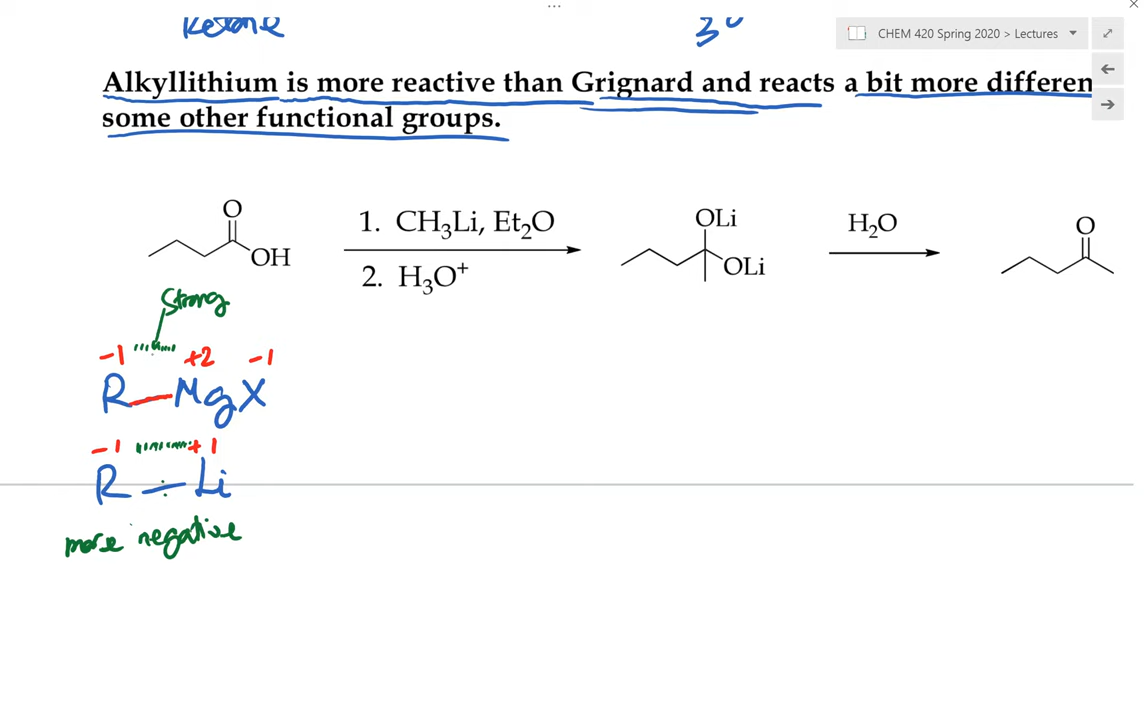 Ketone 3°
CHEM 420 Spring 2020 > Lectures
Alkyllithium is more reactive than Grignard and reacts a bit more differen
some other functional groups.
O
OH
1. CH₃Li, Et₂O
2. H₃O⁺
OLi
OLi
H₂O
O
Strong
-1 +2 -1
R—MgX
-1 +1
R—Li
more negative